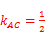 k_AC = 1/2